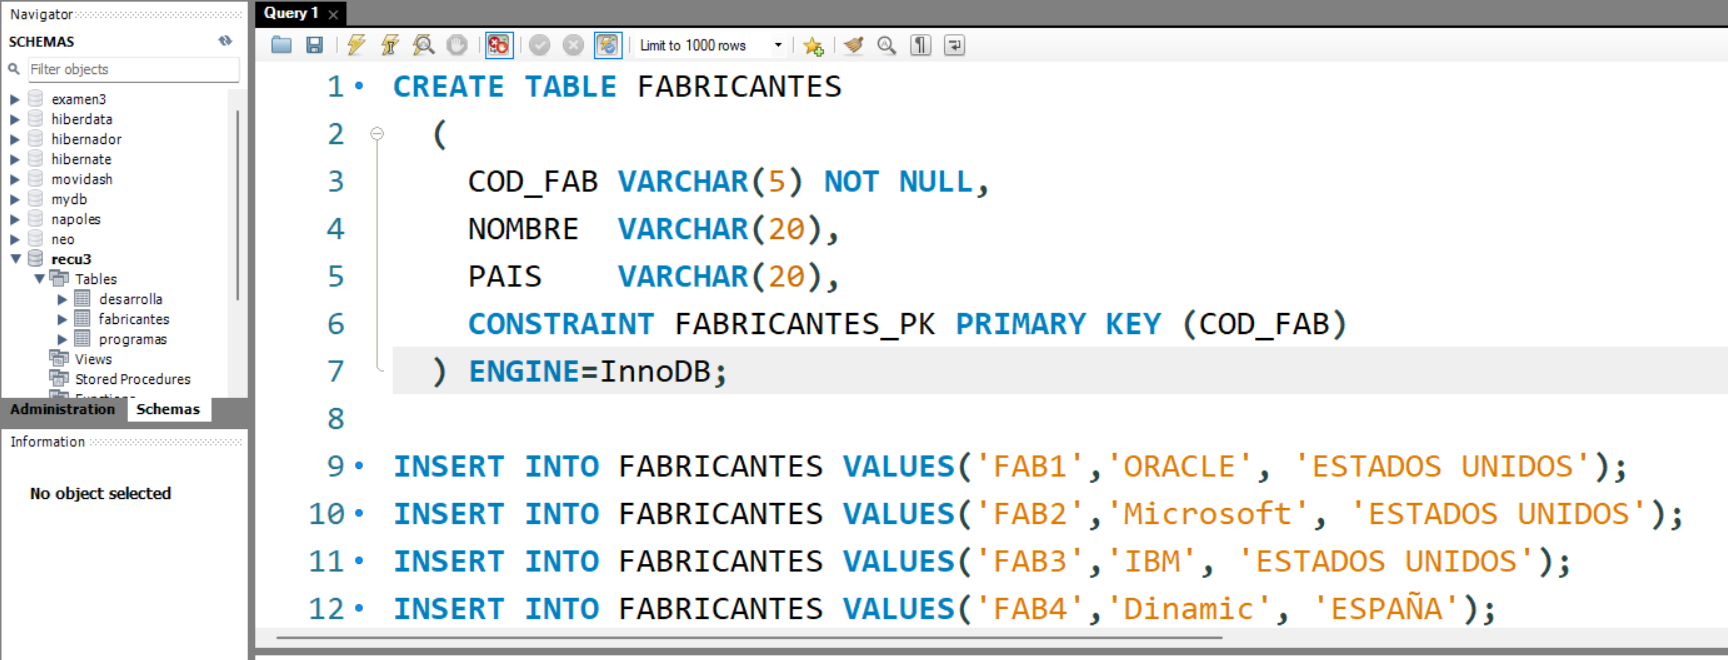 Navigator
SCHEMAS
Filter objects
examen3
hiberdata
hibernador
hibernate
movidash
mydb
napoles
neo
recu3
Tables
desarrolla
fabricantes
programas
Views
Stored Procedures
Functions
Administration Schemas
Information
No object selected
Query 1
Limit to 1000 rows
1 CREATE TABLE FABRICANTES
2 (
3 COD_FAB VARCHAR(5) NOT NULL,
4 NOMBRE VARCHAR(20),
5 PAIS VARCHAR(20),
6 CONSTRAINT FABRICANTES_PK PRIMARY KEY (COD_FAB)
7 ) ENGINE=InnoDB;
8
9 INSERT INTO FABRICANTES VALUES('FAB1','ORACLE', 'ESTADOS UNIDOS');
10 INSERT INTO FABRICANTES VALUES('FAB2','Microsoft', 'ESTADOS UNIDOS');
11 INSERT INTO FABRICANTES VALUES('FAB3','IBM', 'ESTADOS UNIDOS');
12 INSERT INTO FABRICANTES VALUES('FAB4','Dinamic', 'ESPAÑA');